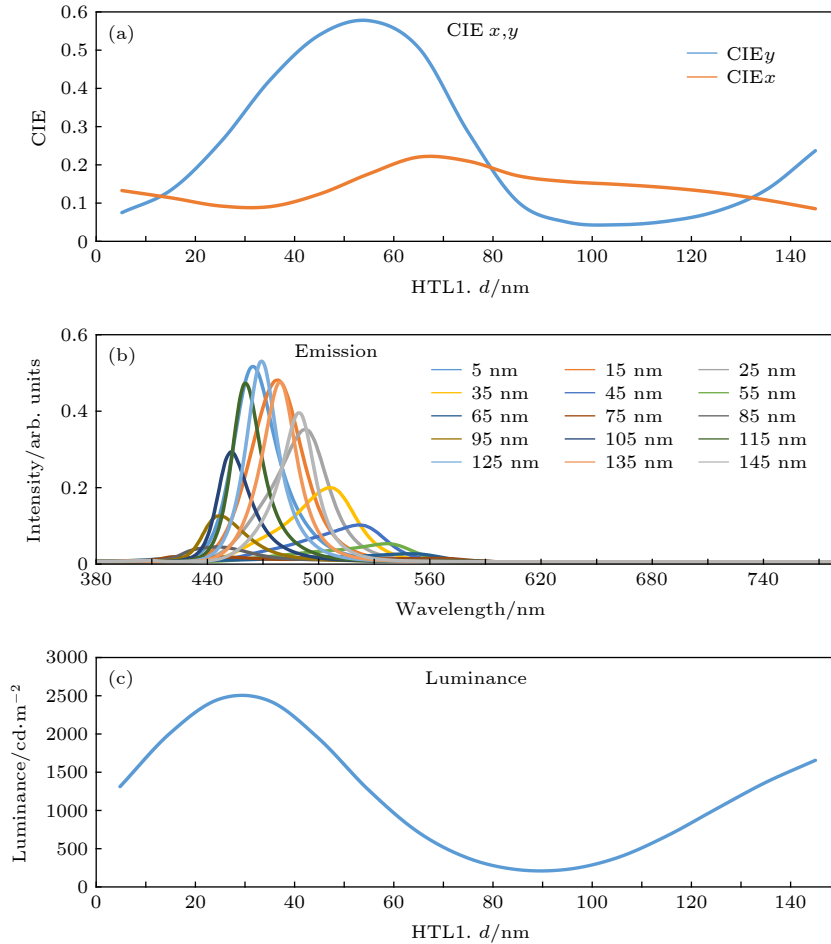 (a)
CIE x,y
CIEy
CIEx
CIE
0.6
0.5
0.4
0.3
0.2
0.1
0
0 20 40 60 80 100 120 140
HTL1. d/nm
(b)
Emission
5 nm 15 nm 25 nm
35 nm 45 nm 55 nm
65 nm 75 nm 85 nm
95 nm 105 nm 115 nm
125 nm 135 nm 145 nm
Intensity/arb. units
0.6
0.4
0.2
0
380 440 500 560 620 680 740
Wavelength/nm
(c)
Luminance
Luminance/cd·m⁻²
3000
2500
2000
1500
1000
500
0
0 20 40 60 80 100 120 140
HTL1. d/nm